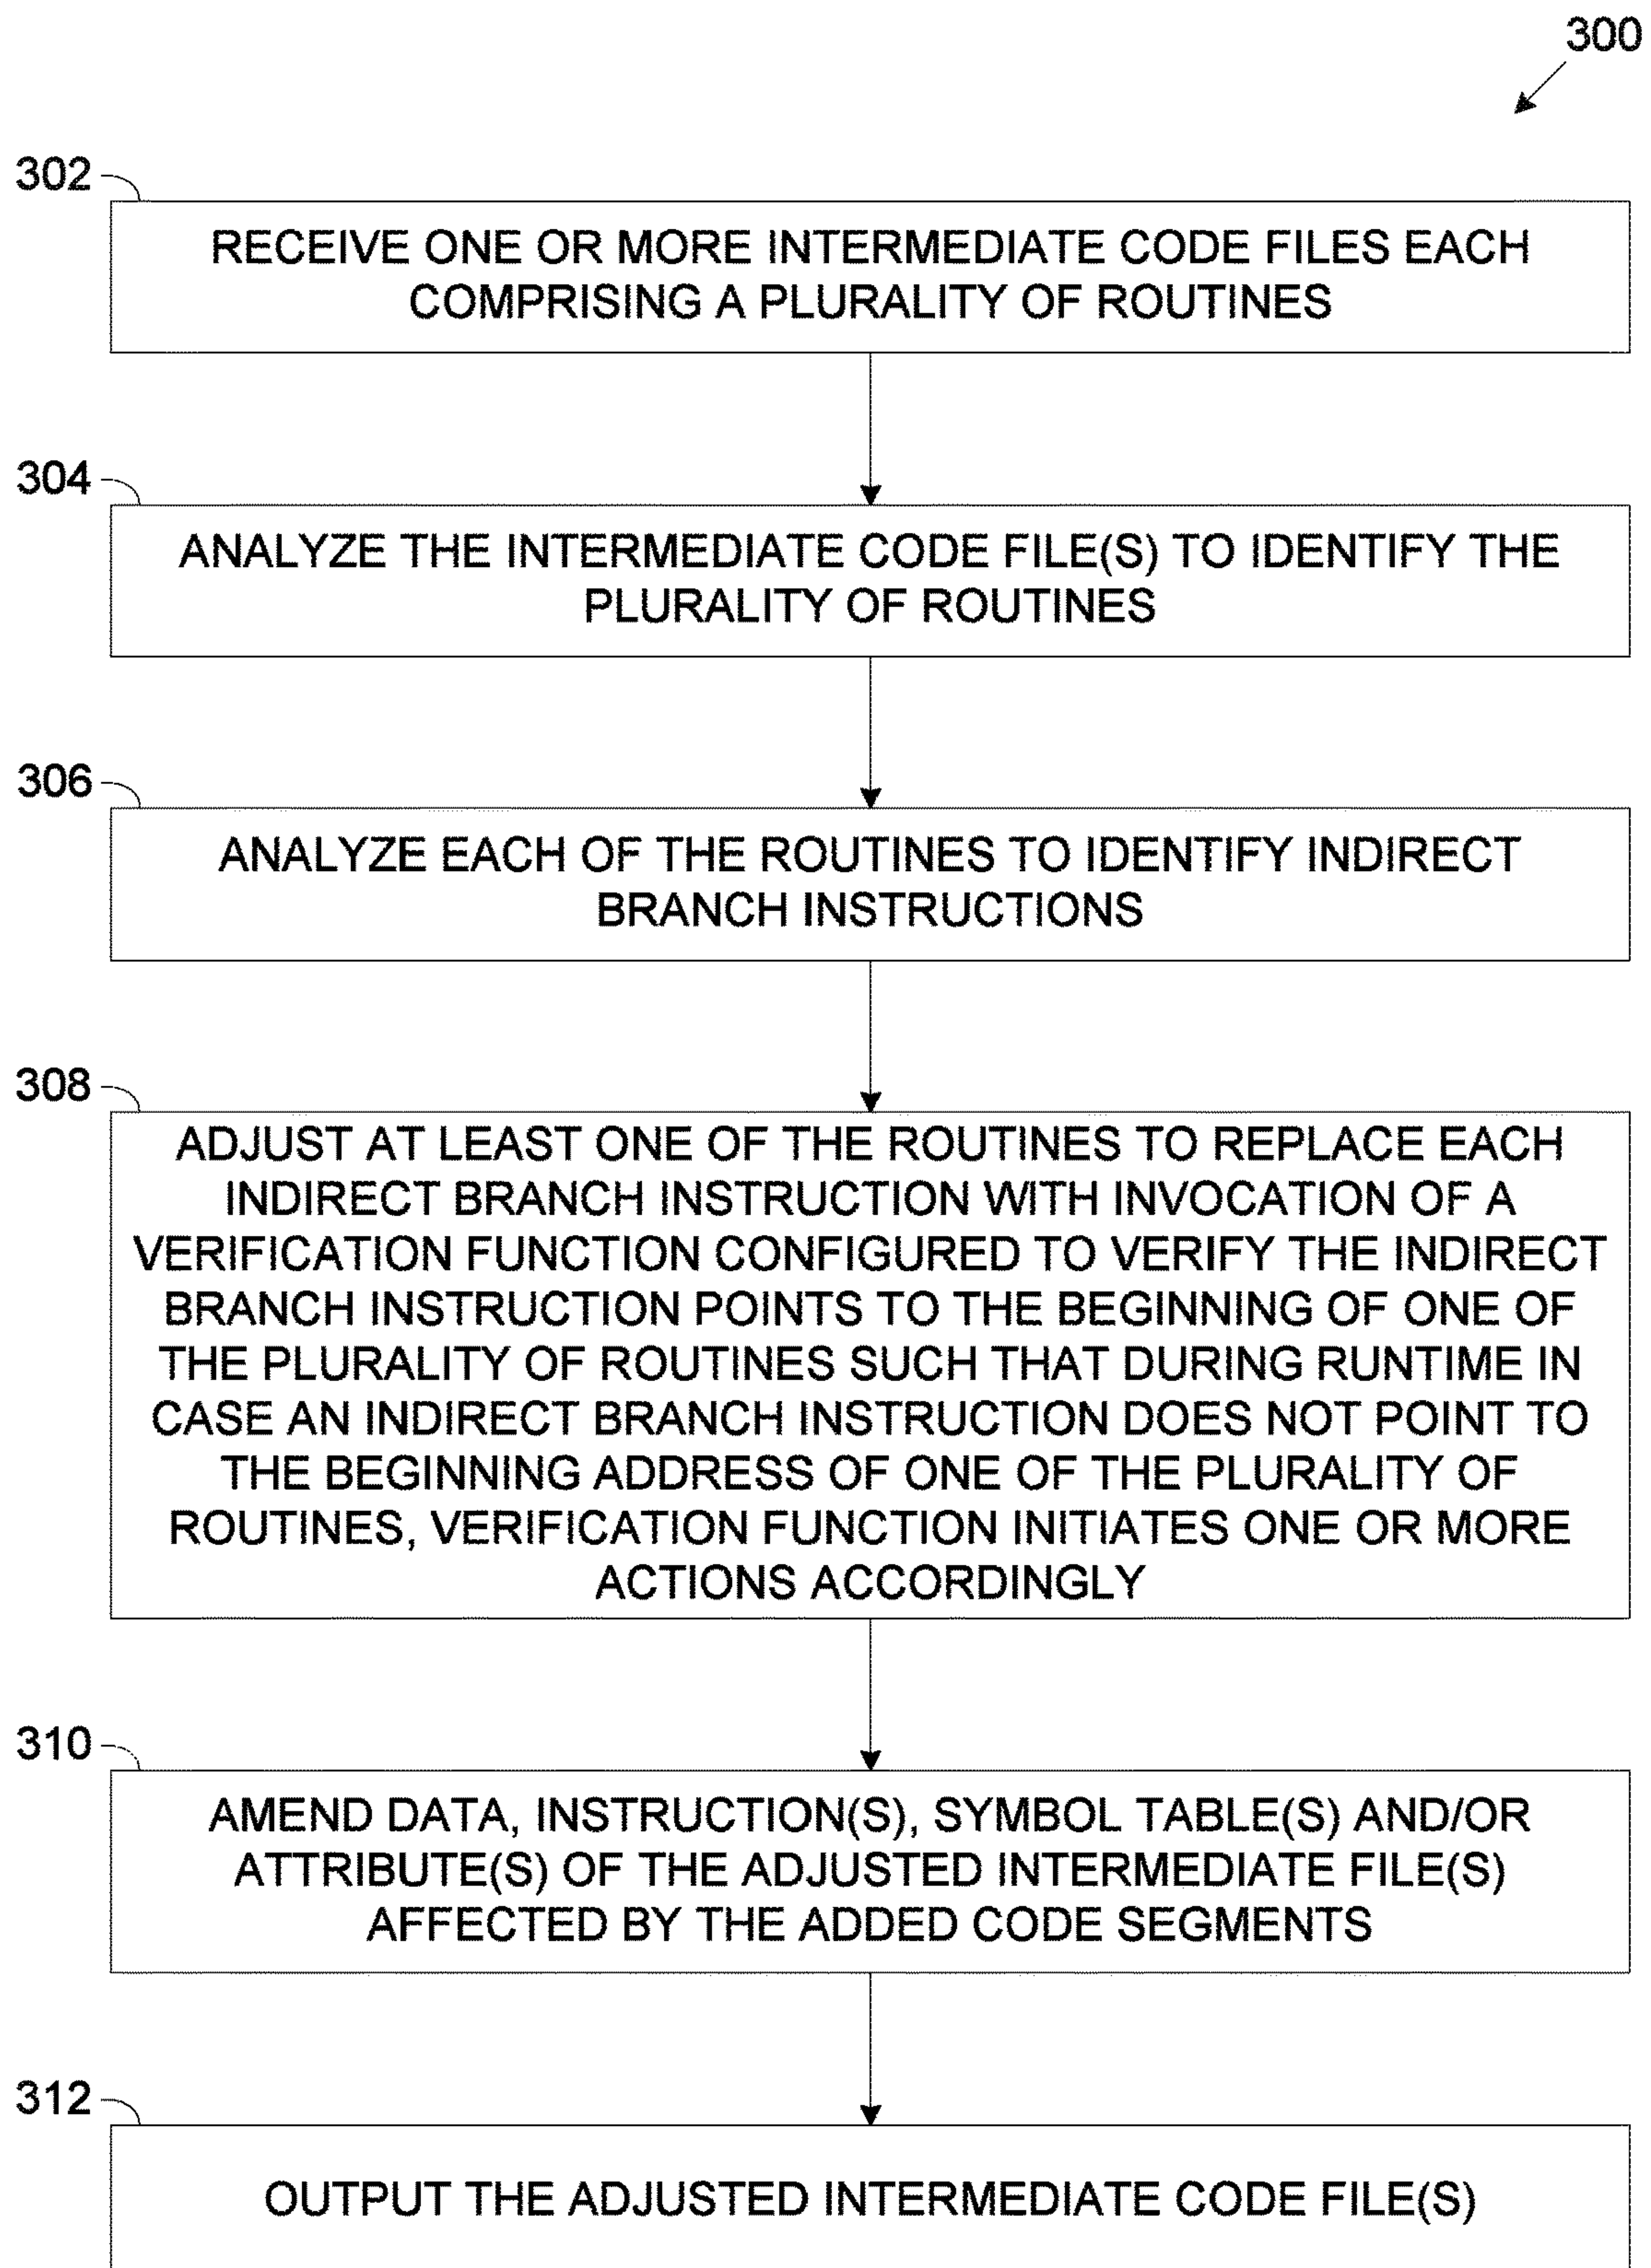 300
302
RECEIVE ONE OR MORE INTERMEDIATE CODE FILES EACH
COMPRISING A PLURALITY OF ROUTINES
304
ANALYZE THE INTERMEDIATE CODE FILE(S) TO IDENTIFY THE
PLURALITY OF ROUTINES
306
ANALYZE EACH OF THE ROUTINES TO IDENTIFY INDIRECT
BRANCH INSTRUCTIONS
308
ADJUST AT LEAST ONE OF THE ROUTINES TO REPLACE EACH
INDIRECT BRANCH INSTRUCTION WITH INVOCATION OF A
VERIFICATION FUNCTION CONFIGURED TO VERIFY THE INDIRECT
BRANCH INSTRUCTION POINTS TO THE BEGINNING OF ONE OF
THE PLURALITY OF ROUTINES SUCH THAT DURING RUNTIME IN
CASE AN INDIRECT BRANCH INSTRUCTION DOES NOT POINT TO
THE BEGINNING ADDRESS OF ONE OF THE PLURALITY OF
ROUTINES, VERIFICATION FUNCTION INITIATES ONE OR MORE
ACTIONS ACCORDINGLY
310
AMEND DATA, INSTRUCTION(S), SYMBOL TABLE(S) AND/OR
ATTRIBUTE(S) OF THE ADJUSTED INTERMEDIATE FILE(S)
AFFECTED BY THE ADDED CODE SEGMENTS
312
OUTPUT THE ADJUSTED INTERMEDIATE CODE FILE(S)